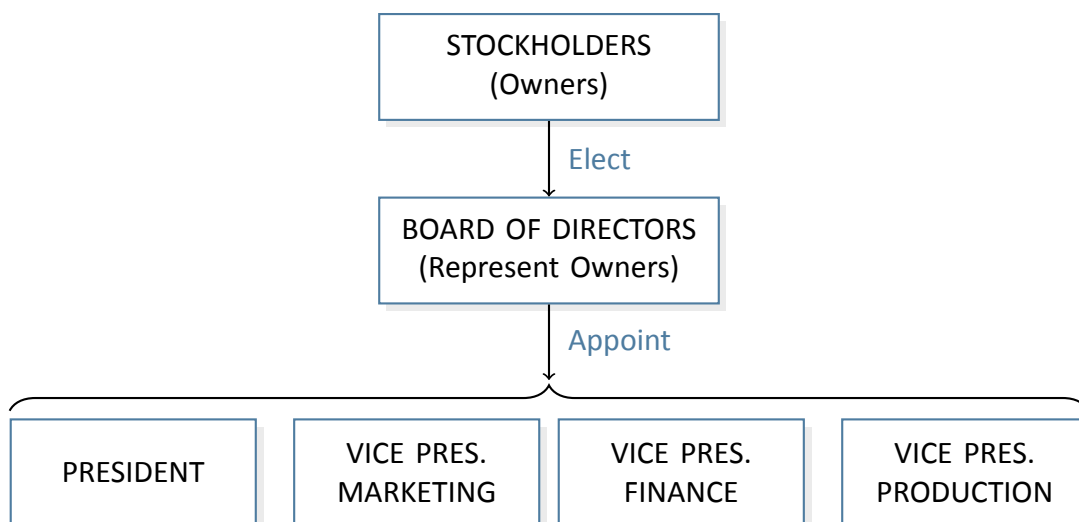 STOCKHOLDERS
(Owners)
Elect
BOARD OF DIRECTORS
(Represent Owners)
Appoint
PRESIDENT
VICE PRES.
MARKETING
VICE PRES.
FINANCE
VICE PRES.
PRODUCTION